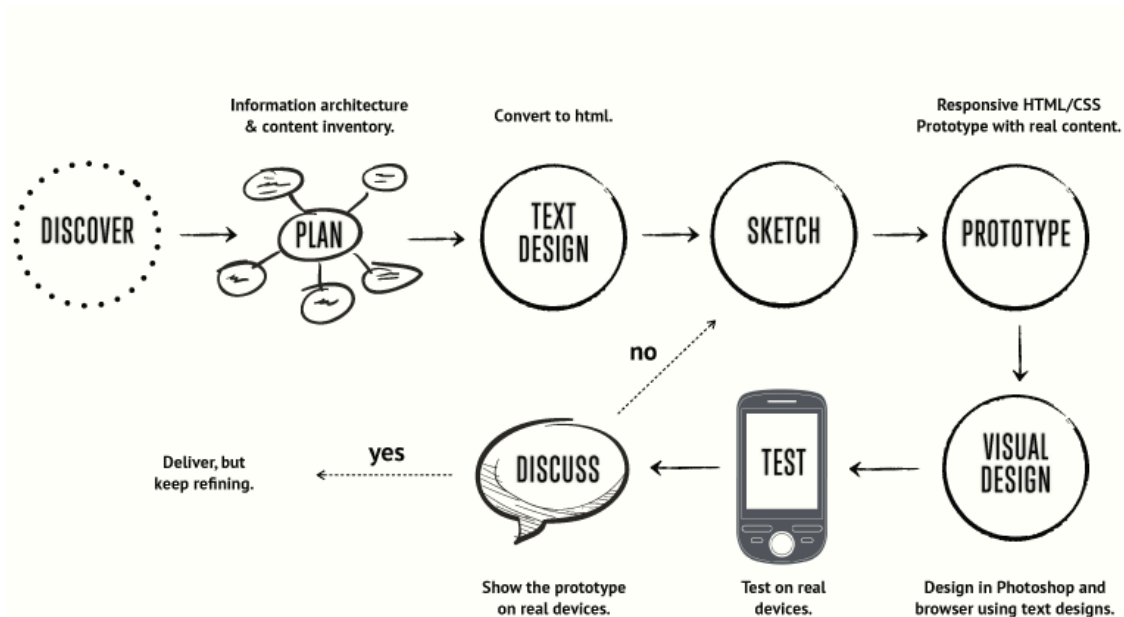 Information architecture
& content inventory.
Convert to html.
Responsive HTML/CSS
Prototype with real content.
DISCOVER
PLAN
TEXT
DESIGN
SKETCH
PROTOTYPE
no
VISUAL
DESIGN
TEST
DISCUSS
yes
Deliver, but
keep refining.
Show the prototype
on real devices.
Test on real
devices.
Design in Photoshop and
browser using text designs.